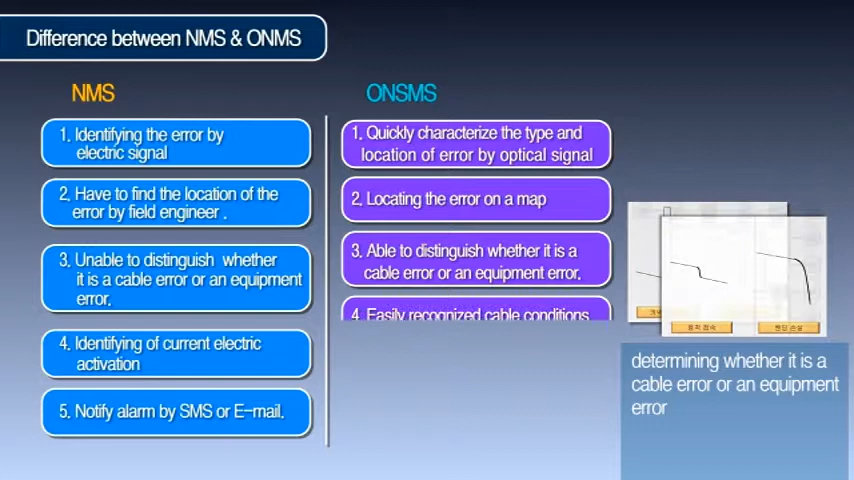 Difference between NMS & ONMS
NMS
1. Identifying the error by
electric signal
2. Have to find the location of the
error by field engineer .
3. Unable to distinguish whether
it is a cable error or an equipment
error.
4. Identifying of current electric
activation
5. Notify alarm by SMS or E-mail.
ONSMS
1. Quickly characterize the type and
location of error by optical signal
2. Locating the error on a map
3. Able to distinguish whether it is a
cable error or an equipment error.
4. Easily recognized cable conditions
determining whether it is a
cable error or an equipment
error